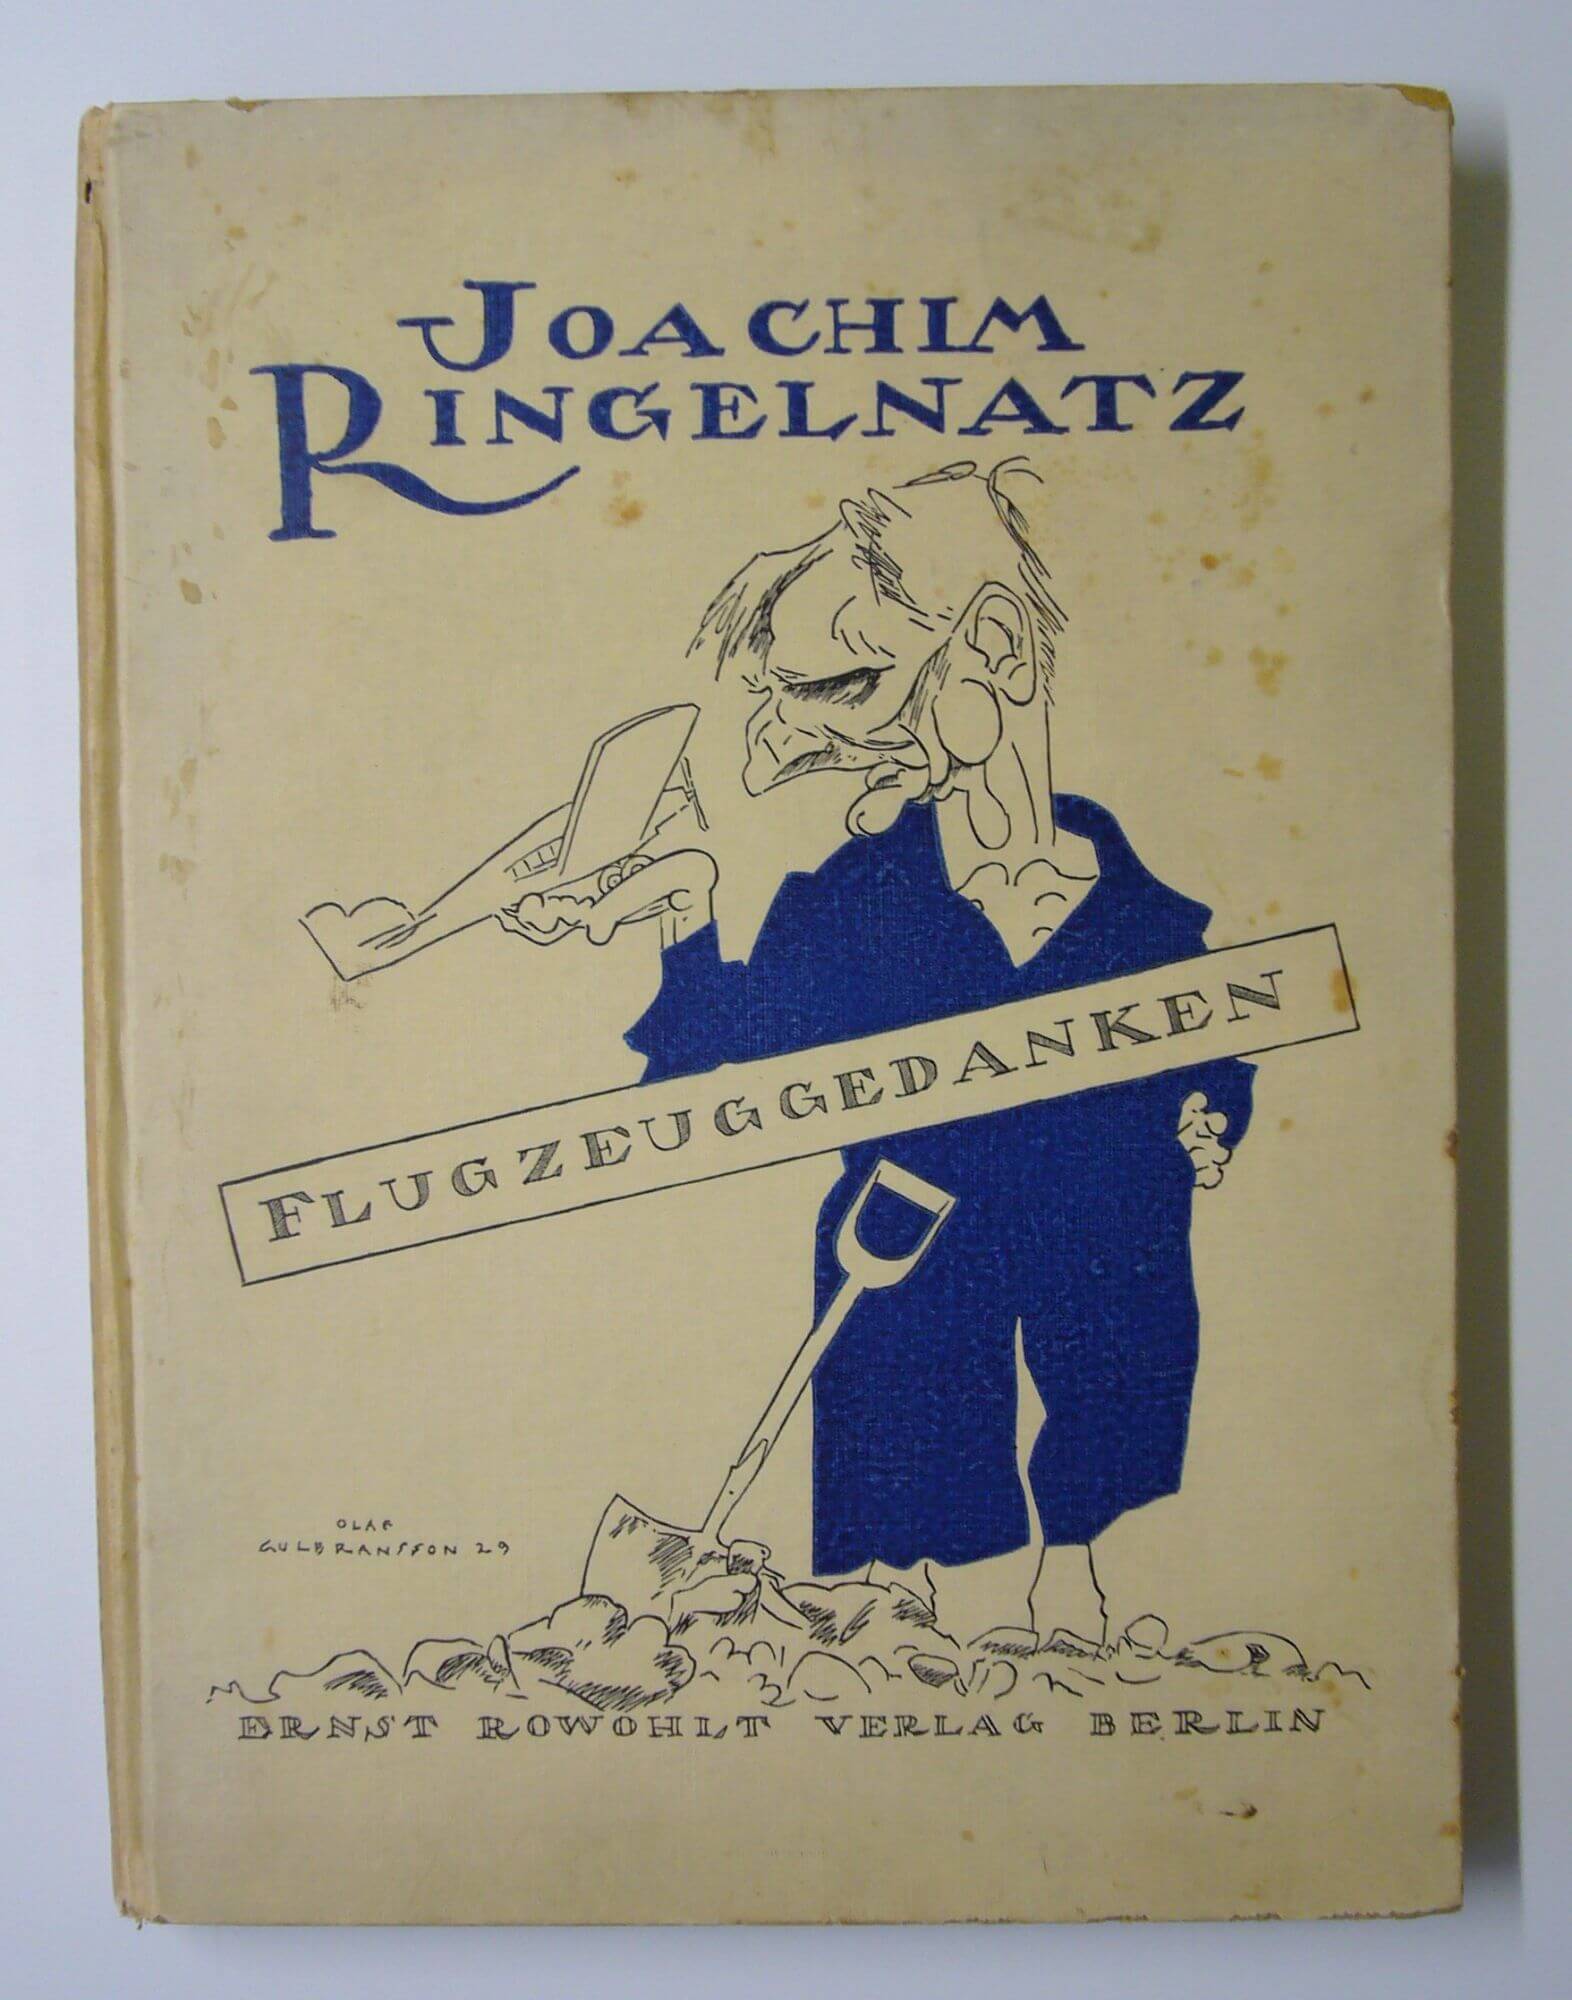 JOACHIM
RINGELNATZ
FLUGZEUGGEDANKEN
OLAF
GULBRANSSON 29
ERNST ROWOHLT VERLAG BERLIN